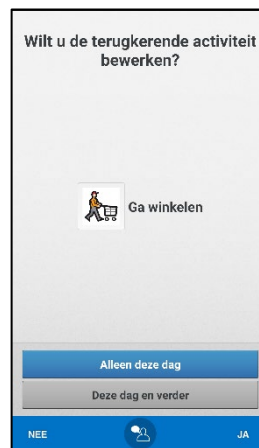 Wilt u de terugkerende activiteit
bewerken?
Ga winkelen
Alleen deze dag
Deze dag en verder
NEE
JA